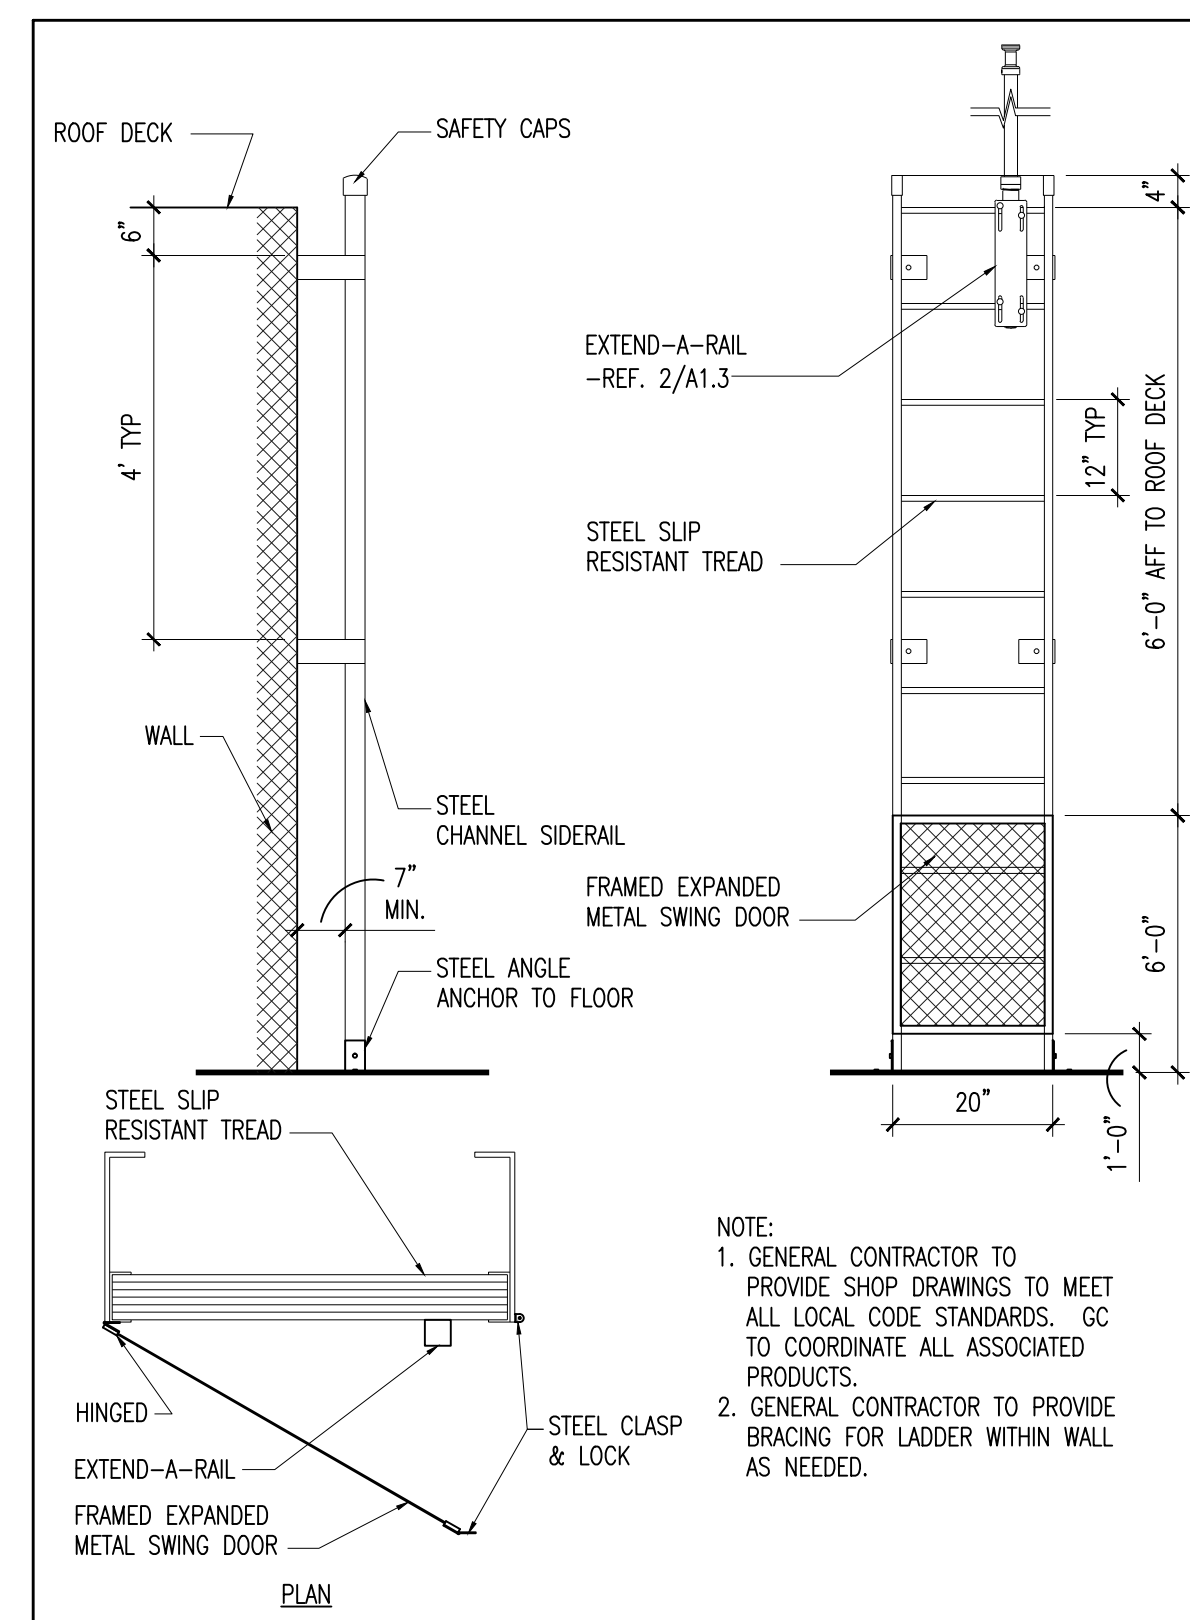 ROOF DECK
SAFETY CAPS
6"
4' TYP
WALL
STEEL
CHANNEL SIDERAIL
7"
MIN.
STEEL ANGLE
ANCHOR TO FLOOR
4"
EXTEND-A-RAIL
-REF. 2/A1.3
12" TYP
6'-0" AFF TO ROOF DECK
STEEL SLIP
RESISTANT TREAD
FRAMED EXPANDED
METAL SWING DOOR
6'-0"
20"
1'-0"
STEEL SLIP
RESISTANT TREAD
HINGED
EXTEND-A-RAIL
FRAMED EXPANDED
METAL SWING DOOR
STEEL CLASP
& LOCK
PLAN
NOTE:
1. GENERAL CONTRACTOR TO
PROVIDE SHOP DRAWINGS TO MEET
ALL LOCAL CODE STANDARDS. GC
TO COORDINATE ALL ASSOCIATED
PRODUCTS.
2. GENERAL CONTRACTOR TO PROVIDE
BRACING FOR LADDER WITHIN WALL
AS NEEDED.